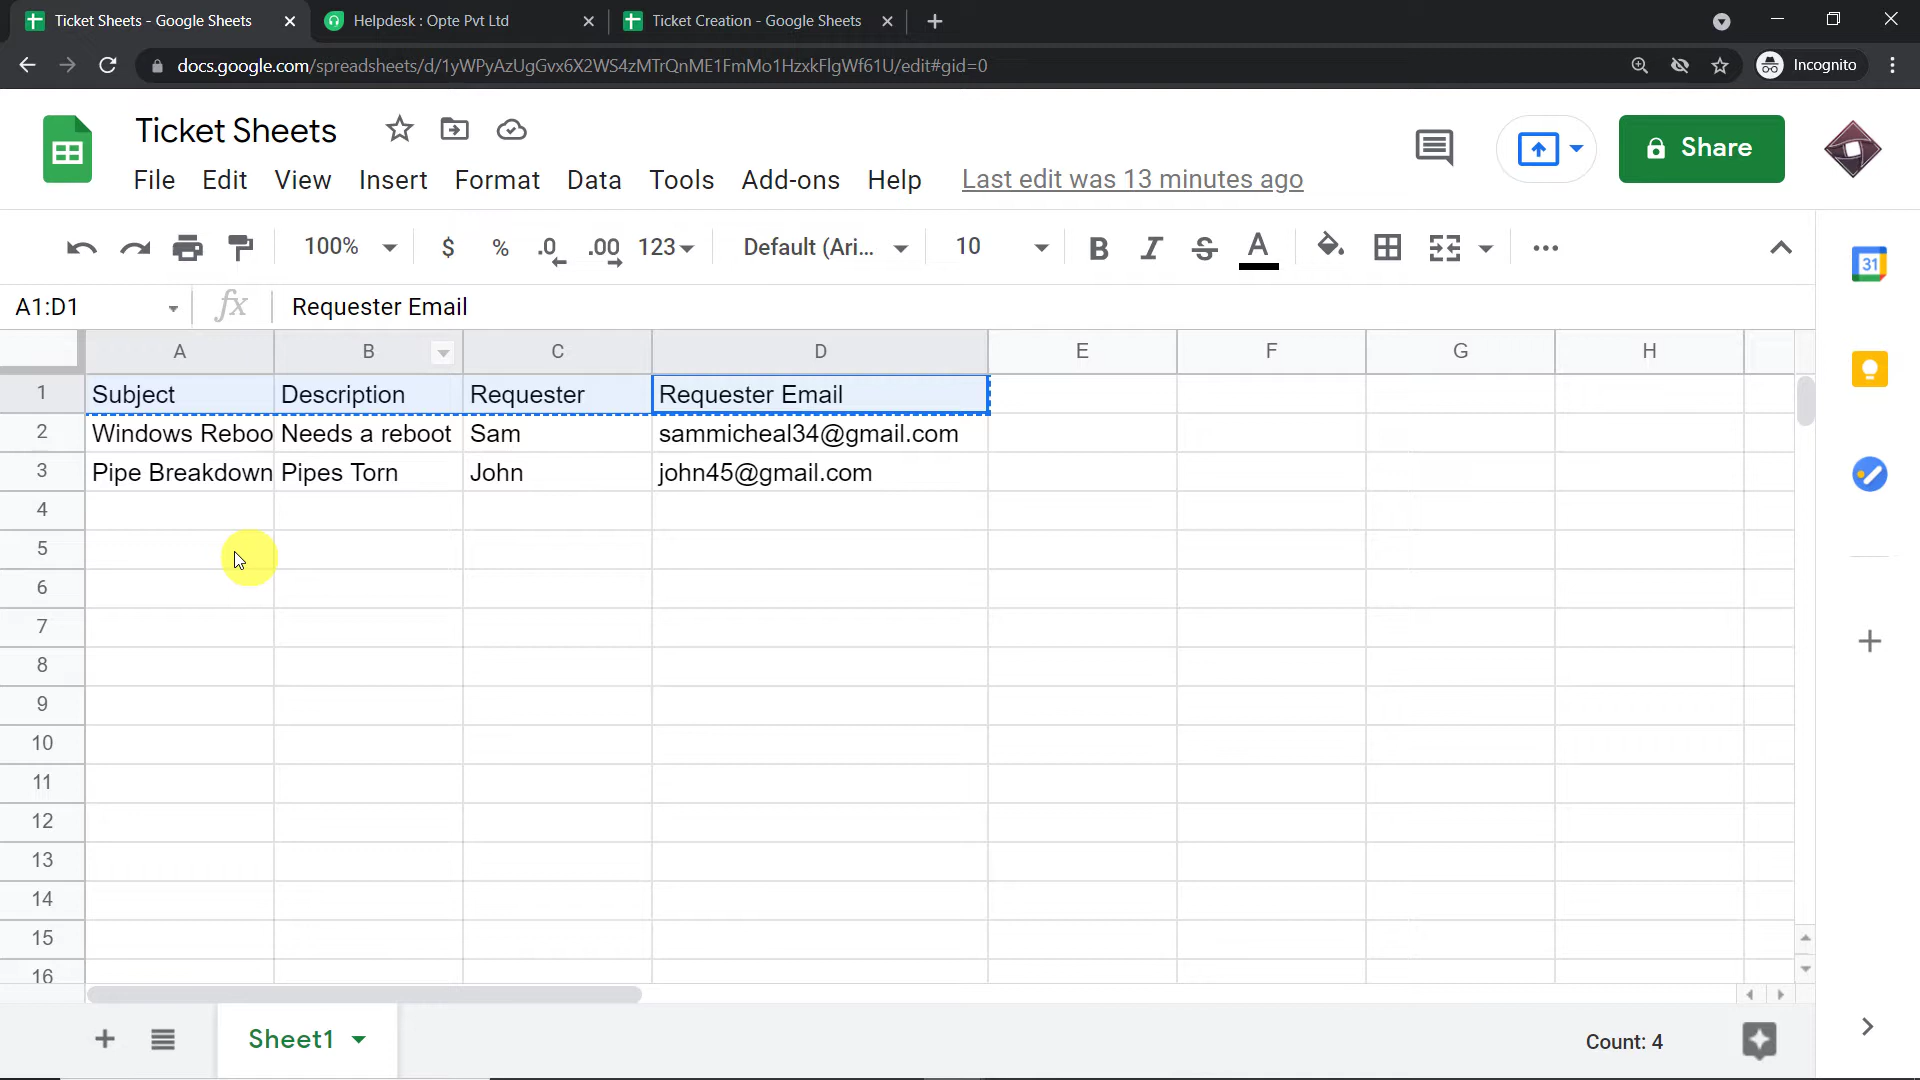 Ticket Sheets - Google Sheets
Helpdesk : Opte Pvt Ltd
Ticket Creation - Google Sheets
docs.google.com/spreadsheets/d/1yWPyAzUgGvx6X2WS4zMTrQnME1FmMo1HzxkFlgWf61U/edit#gid=0
Incognito
Ticket Sheets
Share
File Edit View Insert Format Data Tools Add-ons Help Last edit was 13 minutes ago
100% $ % .0 .00 123 Default (Ari... 10 B I S A
31
A1:D1 fx Requester Email
A B C D E F G H
1 Subject Description Requester Requester Email
2 Windows Reboo Needs a reboot Sam sammicheal34@gmail.com
3 Pipe Breakdown Pipes Torn John john45@gmail.com
4
5
6
7
8
9
10
11
12
13
14
15
16
Sheet1
Count: 4